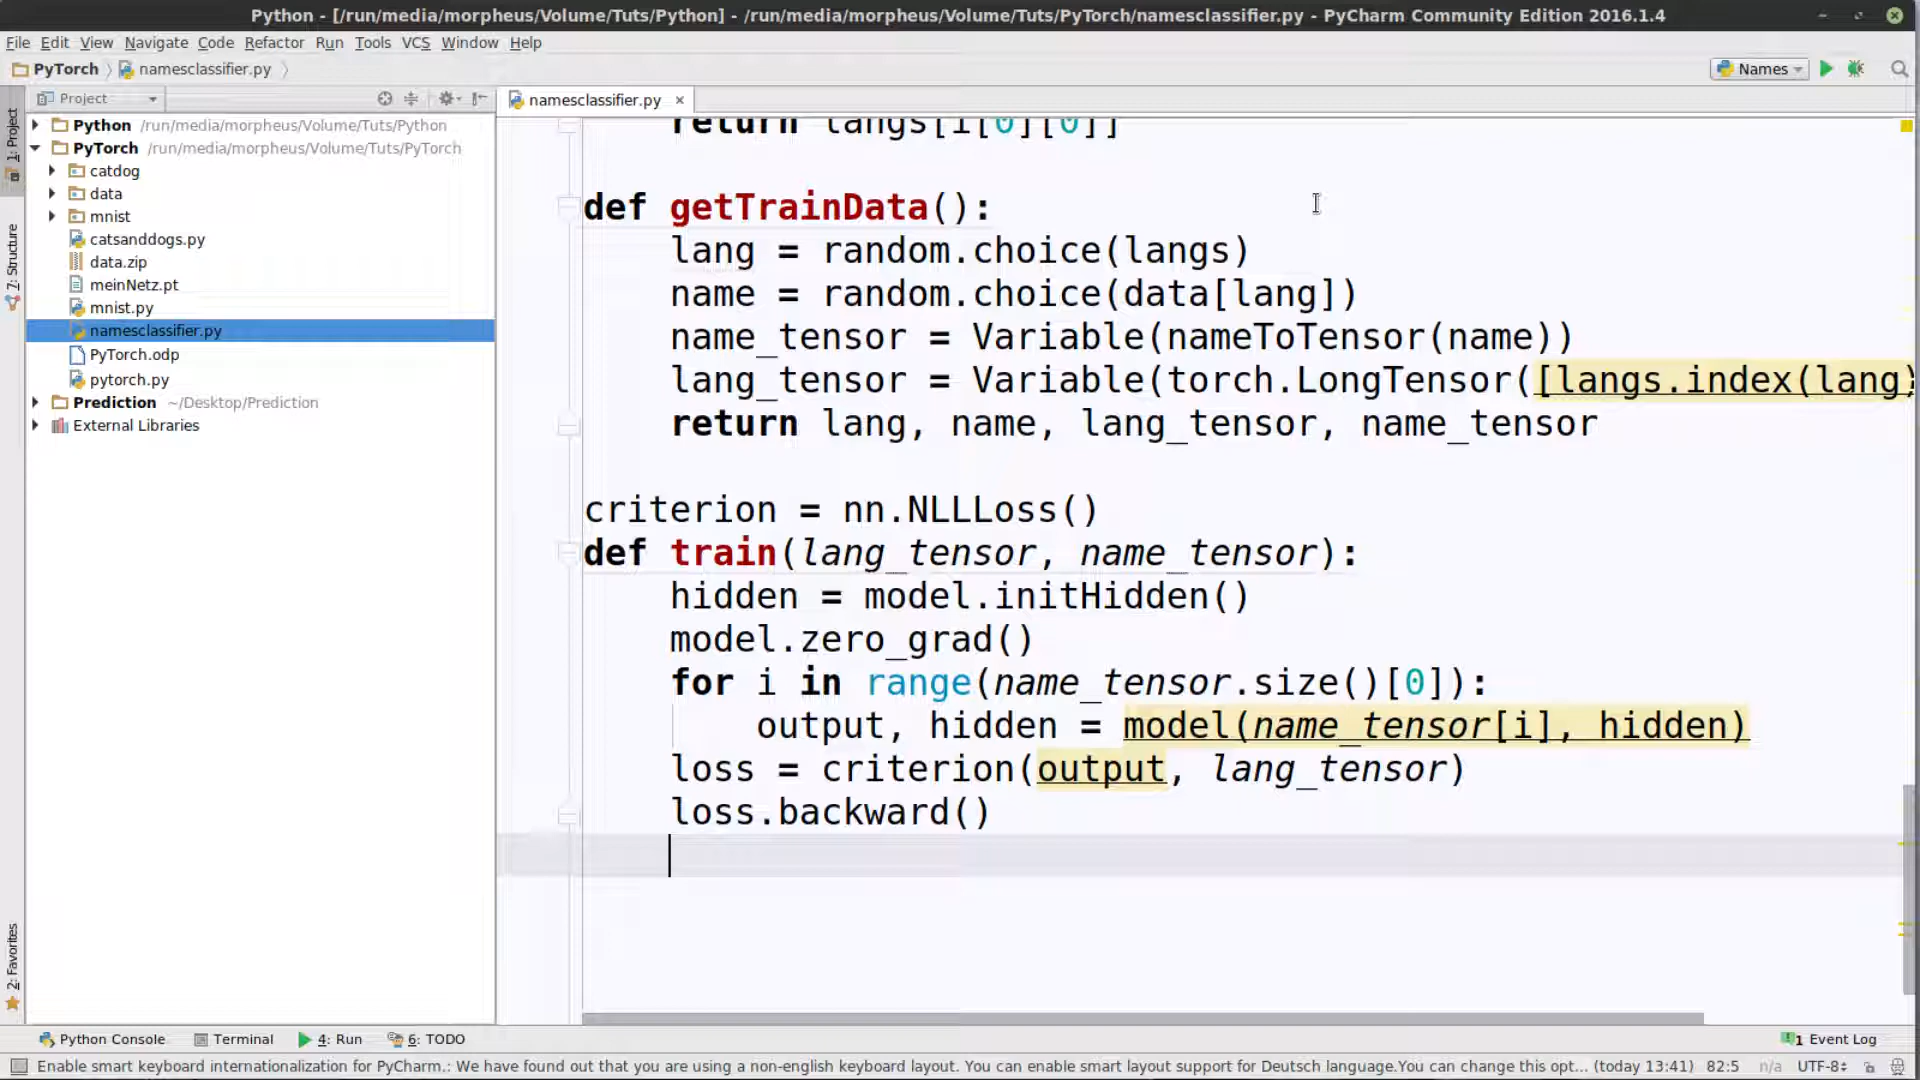 Python - [/run/media/morpheus/Volume/Tuts/Python] - /run/media/morpheus/Volume/Tuts/PyTorch/namesclassifier.py - PyCharm Community Edition 2016.1.4
File Edit View Navigate Code Refactor Run Tools VCS Window Help
PyTorch namesclassifier.py Names
Project
namesclassifier.py
1: Project
7: Structure
2: Favorites
Python /run/media/morpheus/Volume/Tuts/Python
PyTorch /run/media/morpheus/Volume/Tuts/PyTorch
catdog
data
mnist
catsanddogs.py
data.zip
meinNetz.pt
mnist.py
namesclassifier.py
PyTorch.odp
pytorch.py
Prediction ~/Desktop/Prediction
External Libraries
return langs[i[0][0]]
def getTrainData():
lang = random.choice(langs)
name = random.choice(data[lang])
name_tensor = Variable(nameToTensor(name))
lang_tensor = Variable(torch.LongTensor([langs.index(lang)
return lang, name, lang_tensor, name_tensor
criterion = nn.NLLLoss()
def train(lang_tensor, name_tensor):
hidden = model.initHidden()
model.zero_grad()
for i in range(name_tensor.size()[0]):
output, hidden = model(name_tensor[i], hidden)
loss = criterion(output, lang_tensor)
loss.backward()
Python Console Terminal 4: Run 6: TODO 1 Event Log
Enable smart keyboard internationalization for PyCharm.: We have found out that you are using a non-english keyboard layout. You can enable smart layout support for Deutsch language.You can change this opt... (today 13:41) 82:5 n/a UTF-8